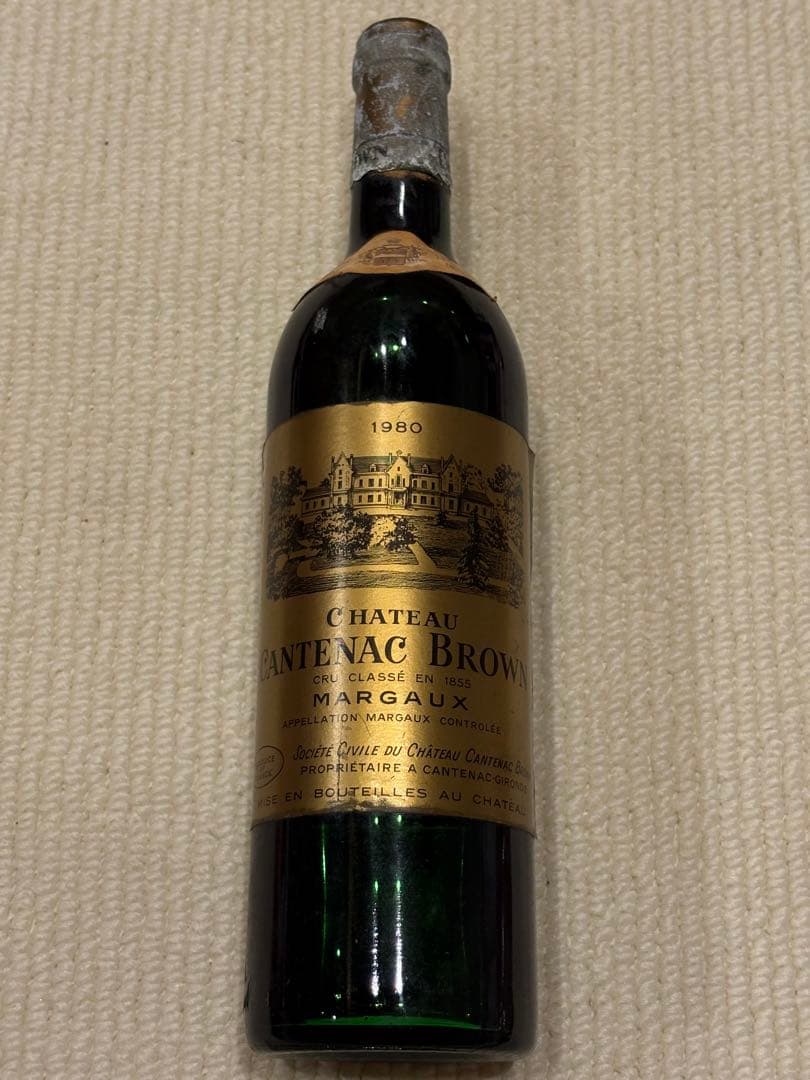 1980
CHATEAU
CANTENAC BROWN
CRU CLASSÉ EN 1855
MARGAUX
APPELLATION MARGAUX CONTROLÉE
SOCIÉTÉ CIVILE DU CHÂTEAU CANTENAC
PROPRIÉTAIRE A CANTENAC-GIRONDE
MISE EN BOUTEILLES AU CHATEAU